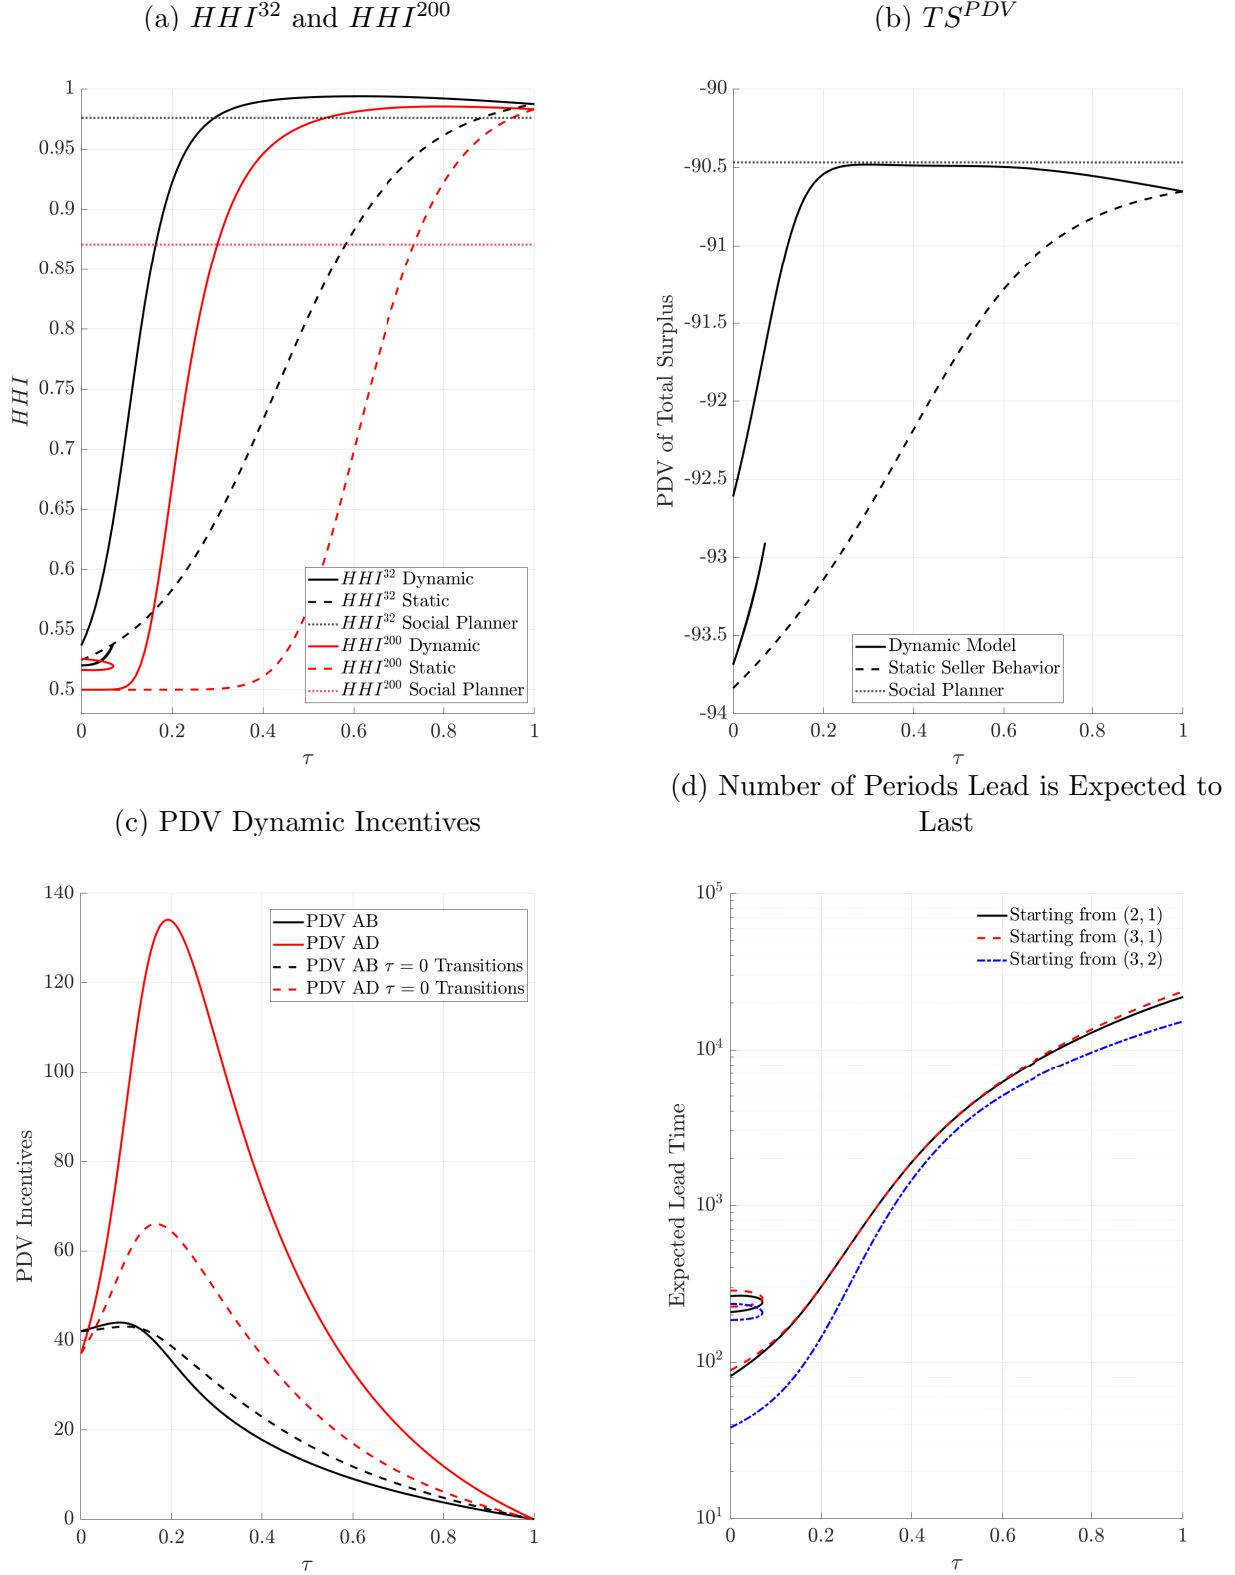 (a) HHI^32 and HHI^200
1
0.95
0.9
0.85
0.8
0.75
0.7
0.65
0.6
0.55
0.5
HHI
0 0.2 0.4 0.6 0.8 1
τ
HHI^32 Dynamic
HHI^32 Static
HHI^32 Social Planner
HHI^200 Dynamic
HHI^200 Static
HHI^200 Social Planner
(b) TS^PDV
-90
-90.5
-91
-91.5
-92
-92.5
-93
-93.5
-94
PDV of Total Surplus
0 0.2 0.4 0.6 0.8 1
τ
Dynamic Model
Static Seller Behavior
Social Planner
(c) PDV Dynamic Incentives
140
120
100
80
60
40
20
0
PDV Incentives
0 0.2 0.4 0.6 0.8 1
τ
PDV AB
PDV AD
PDV AB τ = 0 Transitions
PDV AD τ = 0 Transitions
(d) Number of Periods Lead is Expected to
Last
10^5
10^4
10^3
10^2
10^1
Expected Lead Time
0 0.2 0.4 0.6 0.8 1
τ
Starting from (2, 1)
Starting from (3, 1)
Starting from (3, 2)